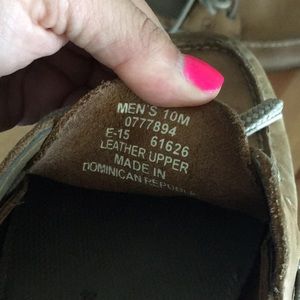 MEN'S 10M
0777894
E-15 61626
LEATHER UPPER
MADE IN
DOMINICAN REPUBLIC